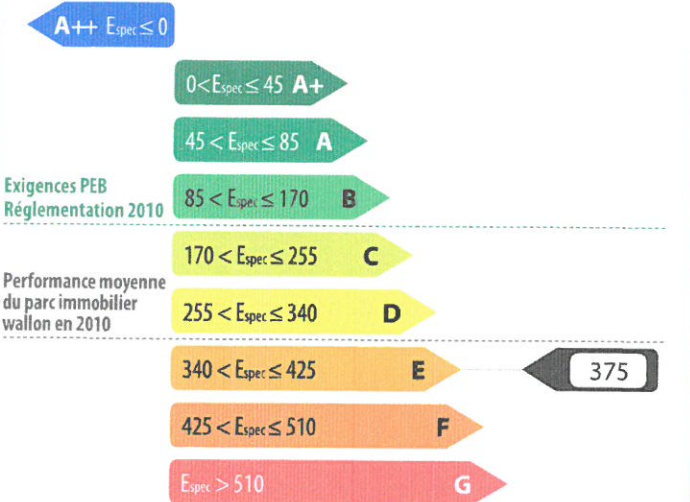 A++ Espec ≤ 0
0 < Espec ≤ 45 A+
45 < Espec ≤ 85 A
Exigences PEB
Réglementation 2010
85 < Espec ≤ 170 B
170 < Espec ≤ 255 C
Performance moyenne
du parc immobilier
wallon en 2010
255 < Espec ≤ 340 D
340 < Espec ≤ 425 E
375
425 < Espec ≤ 510 F
Espec > 510 G